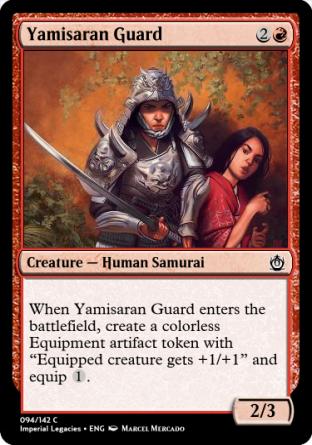 Yamisaran Guard 2
Creature — Human Samurai
When Yamisaran Guard enters the
battlefield, create a colorless
Equipment artifact token with
“Equipped creature gets +1/+1” and
equip 1.
2/3
094/142 C
Imperial Legacies • ENG Marcel Mercado